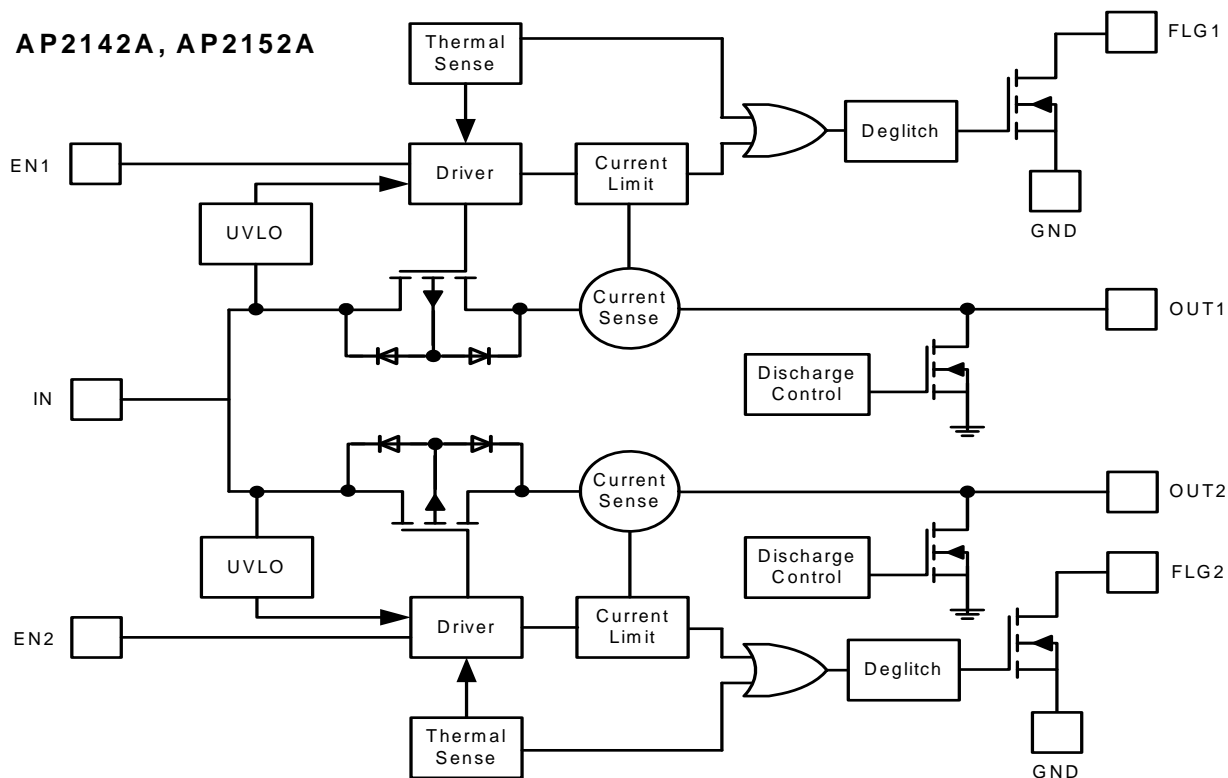 AP2142A, AP2152A
Thermal
Sense
FLG1
Deglitch
EN1
Driver
Current
Limit
UVLO
GND
Current
Sense
OUT1
Discharge
Control
IN
Current
Sense
OUT2
UVLO
Discharge
Control
FLG2
EN2
Driver
Current
Limit
Deglitch
Thermal
Sense
GND